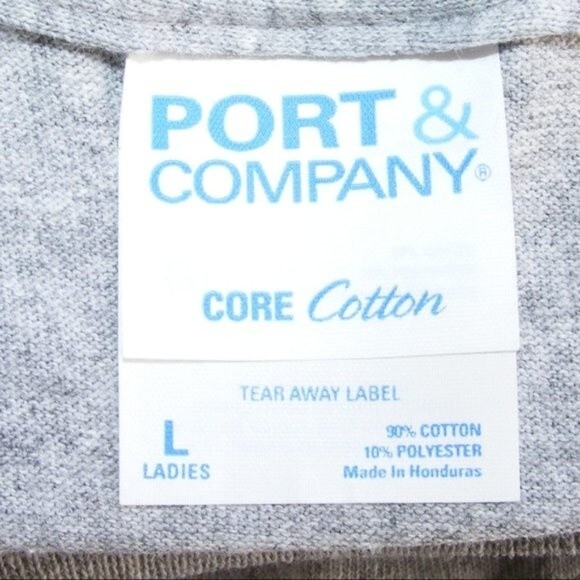 PORT &
COMPANY®
CORE Cotton
TEAR AWAY LABEL
L
LADIES
90% COTTON
10% POLYESTER
Made In Honduras